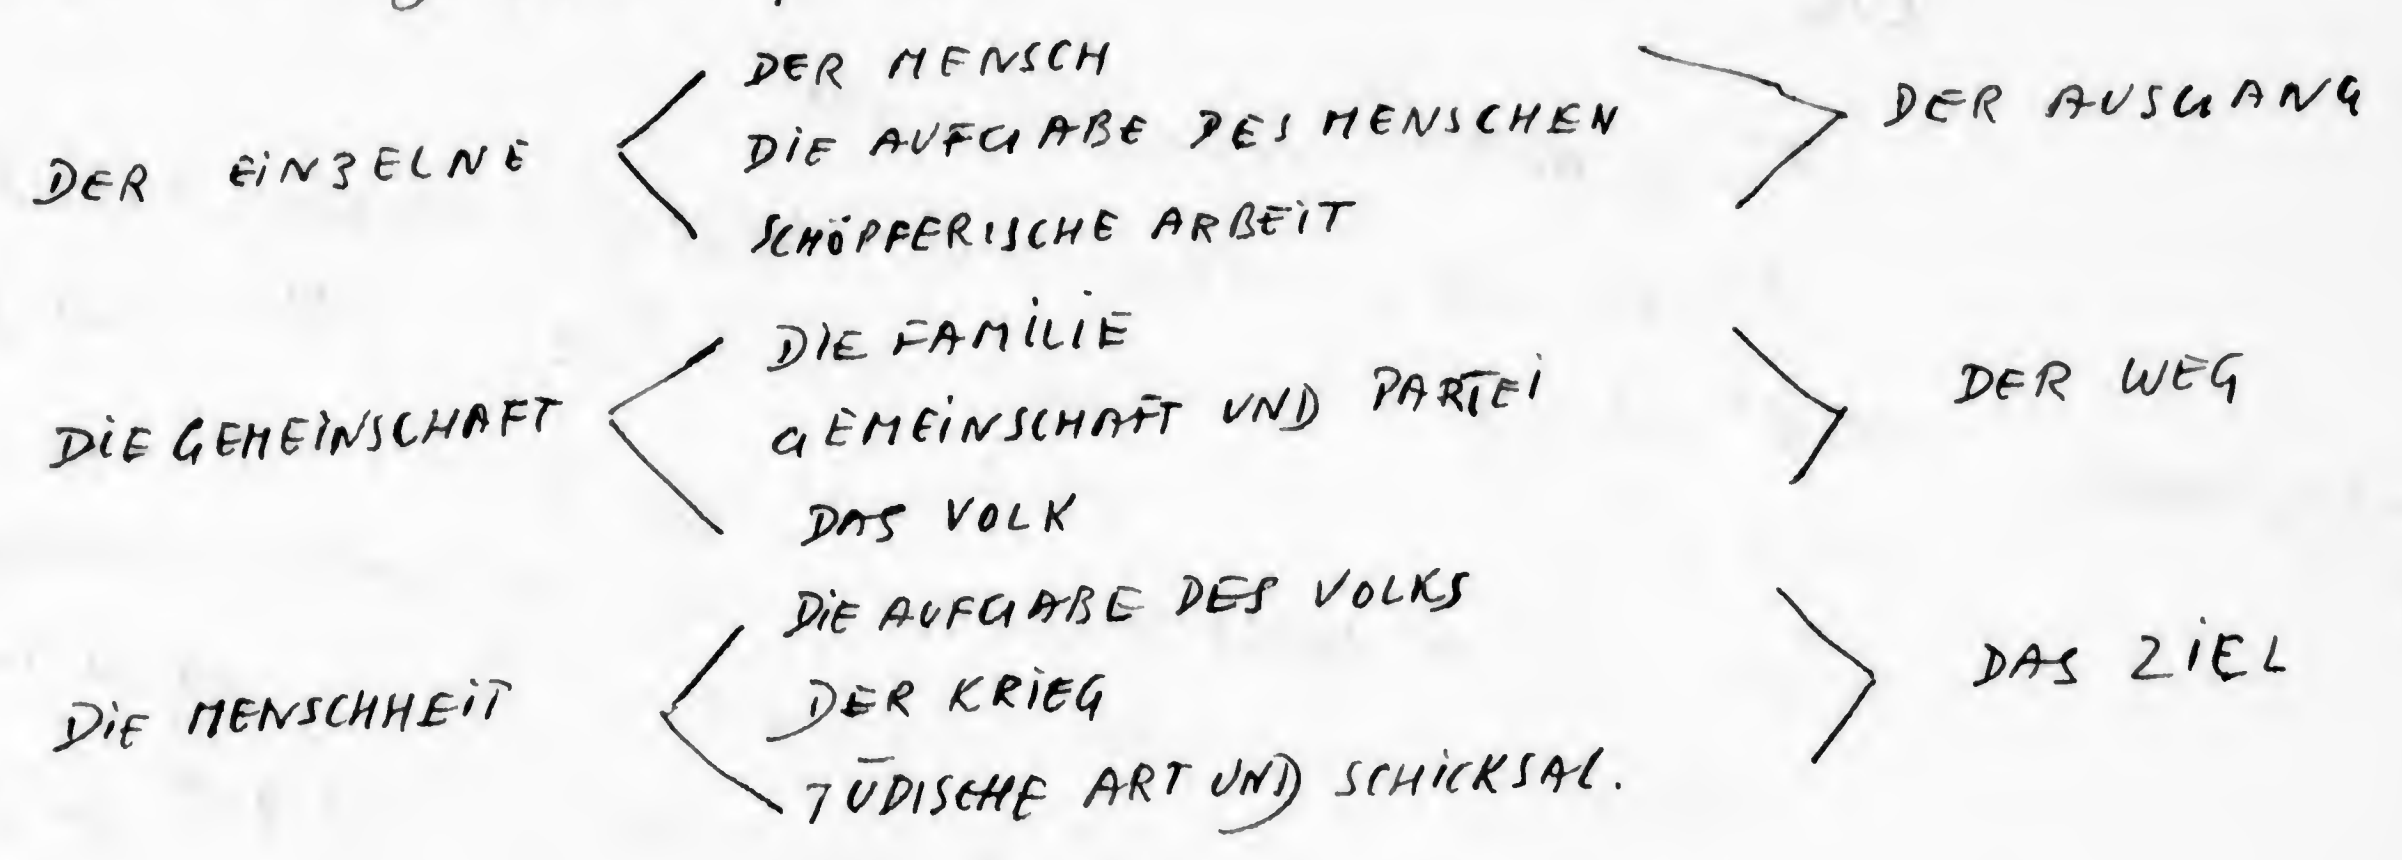 DER MENSCH
DIE AUFGABE DES MENSCHEN
DER AUSGANG
DER EINZELNE
SCHÖPFERISCHE ARBEIT
DIE FAMILIE
DIE GEMEINSCHAFT
GEMEINSCHAFT UND PARTEI
DER WEG
DAS VOLK
DIE AUFGABE DES VOLKS
DIE MENSCHHEIT
DER KRIEG
DAS ZIEL
JÜDISCHE ART UND SCHICKSAL.